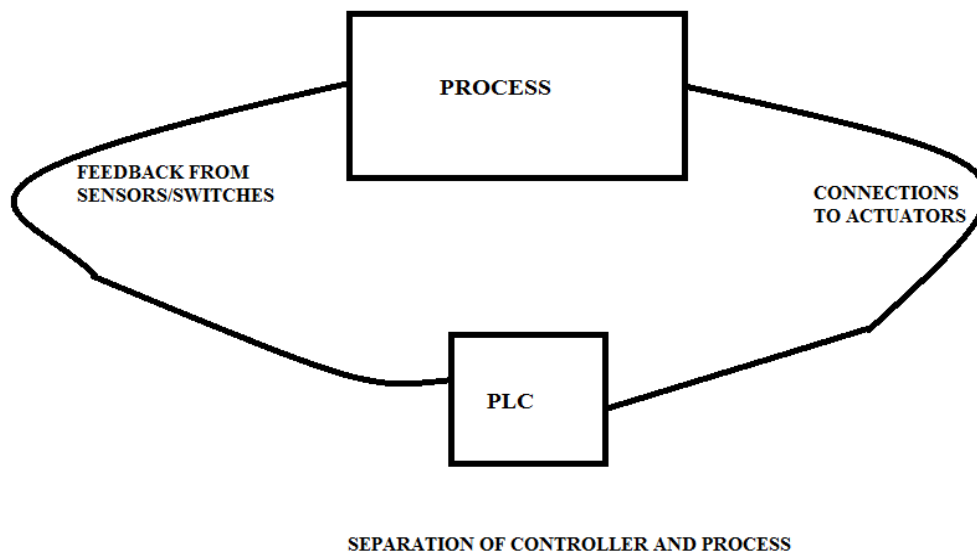 PROCESS
FEEDBACK FROM
SENSORS/SWITCHES
CONNECTIONS
TO ACTUATORS
PLC
SEPARATION OF CONTROLLER AND PROCESS